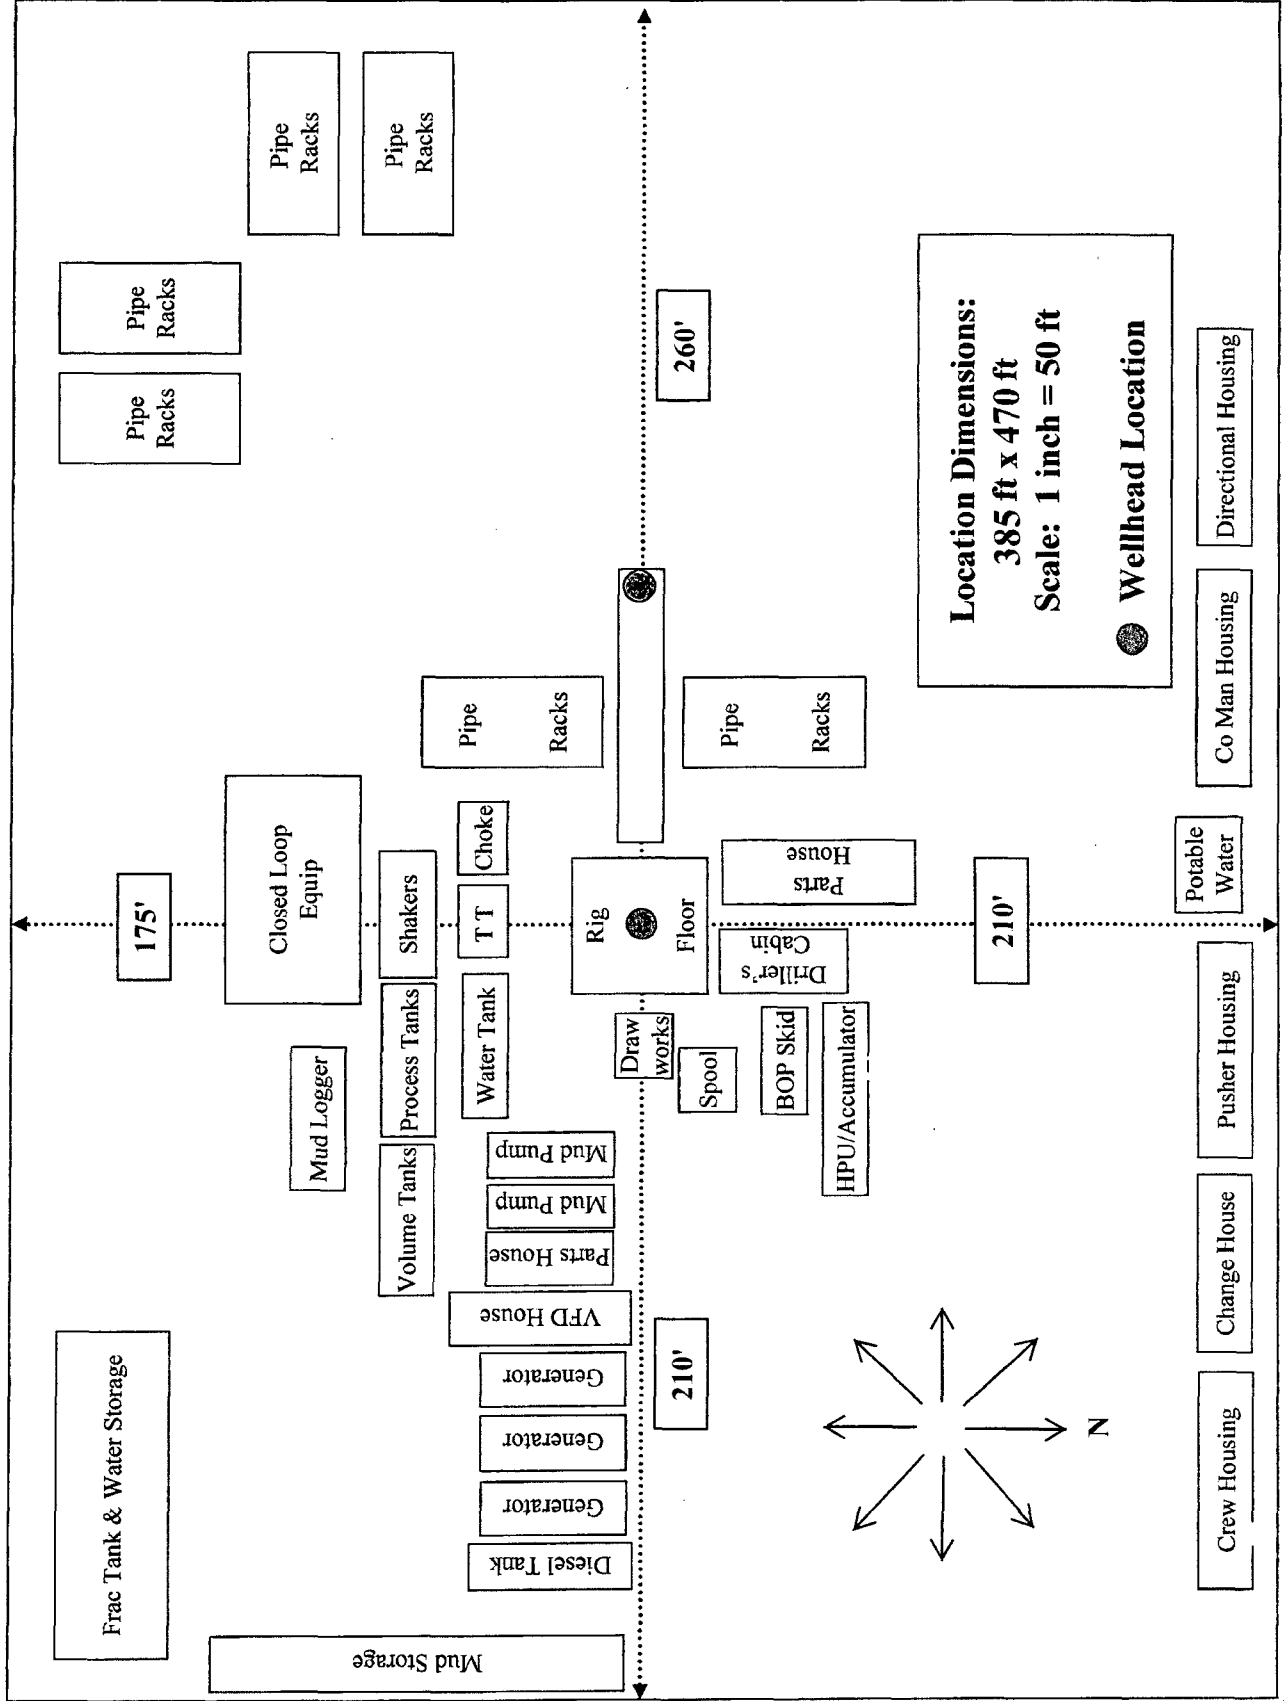 Frac Tank & Water Storage
Mud Storage
Diesel Tank
Generator
Generator
Generator
VFD House
Parts House
Mud Pump
Mud Pump
Volume Tanks
Process Tanks
Shakers
Mud Logger
Water Tank
T T
Choke
Closed Loop
Equip
175'
Pipe
Racks
Pipe
Racks
Pipe
Racks
Pipe
Racks
Pipe
Racks
Pipe
Racks
Rig
Floor
Draw
works
Spool
BOP Skid
HPU/Accumulator
Driller's
Cabin
Parts
House
210'
260'
210'
N
Location Dimensions:
385 ft x 470 ft
Scale: 1 inch = 50 ft
Wellhead Location
Crew Housing
Change House
Pusher Housing
Potable
Water
Co Man Housing
Directional Housing